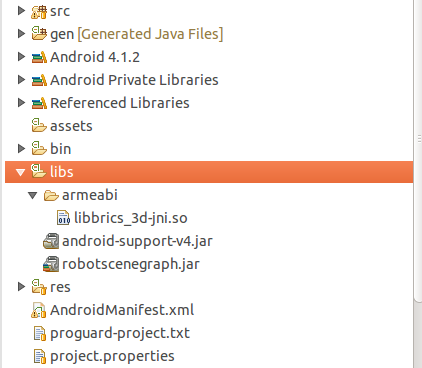 src
gen [Generated Java Files]
Android 4.1.2
Android Private Libraries
Referenced Libraries
assets
bin
libs
armeabi
libbrics_3d-jni.so
android-support-v4.jar
robotscenegraph.jar
res
AndroidManifest.xml
proguard-project.txt
project.properties